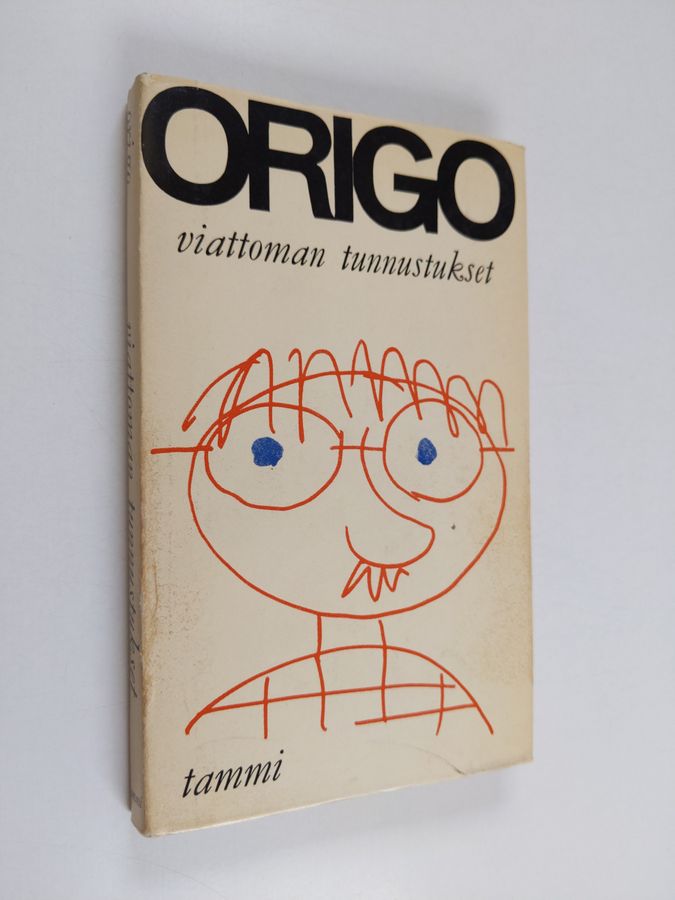 ORIGO
viattoman tunnustukset
tammi
origo
viattoman tunnustukset